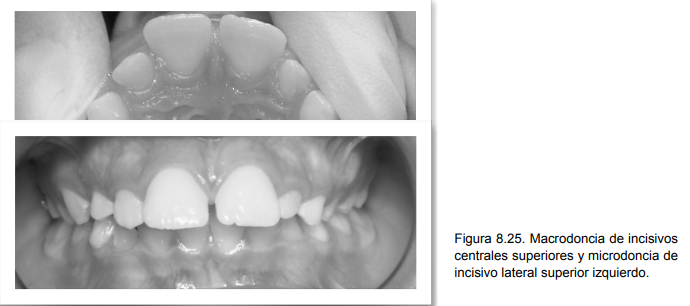 Figura 8.25. Macrodoncia de incisivos
centrales superiores y microdoncia de
incisivo lateral superior izquierdo.